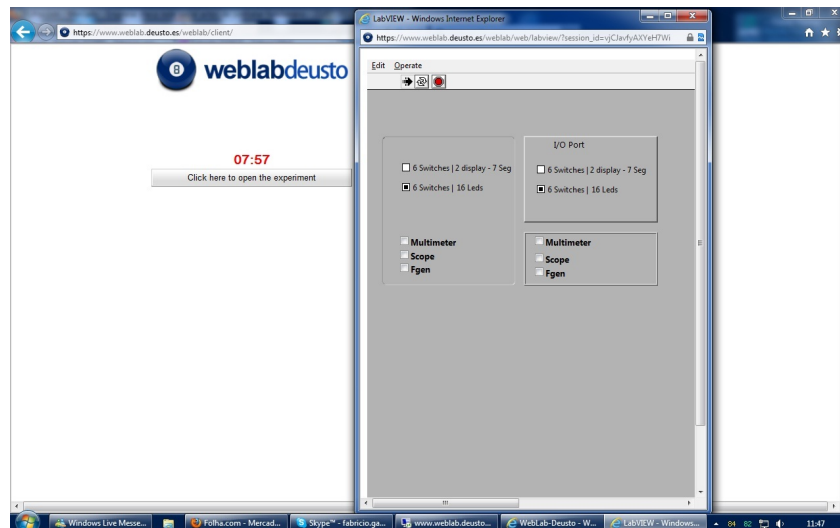 https://www.weblab.deusto.es/weblab/client/
weblabdeusto
07:57
Click here to open the experiment
LabVIEW - Windows Internet Explorer
https://www.weblab.deusto.es/weblab/web/labview/?session_id=vjCJavfyAXYeH7Wi
Edit Operate
6 Switches | 2 display - 7 Seg
6 Switches | 16 Leds
Multimeter
Scope
Fgen
I/O Port
6 Switches | 2 display - 7 Seg
6 Switches | 16 Leds
Multimeter
Scope
Fgen
Windows Live Messe... Folha.com - Mercad... Skype™ - fabricio.ga... www.weblab.deusto... WebLab-Deusto - W... LabVIEW - Windows... 84 82 11:47